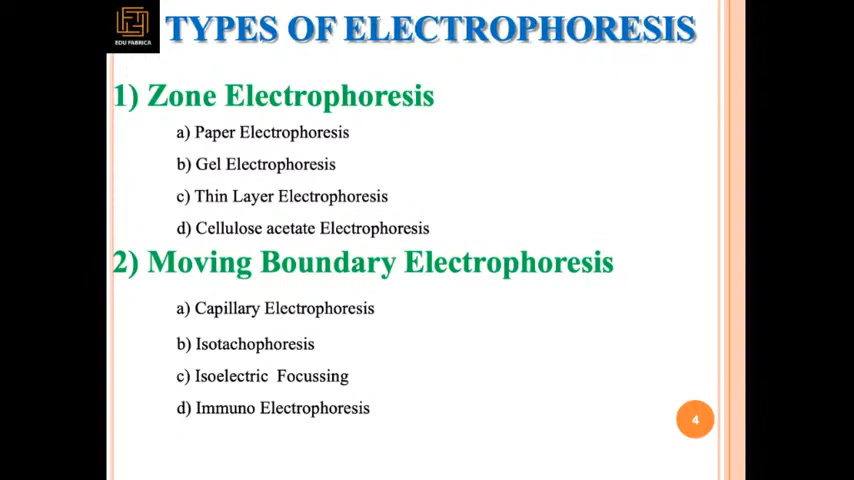 EDU FABRICA
TYPES OF ELECTROPHORESIS
1) Zone Electrophoresis
a) Paper Electrophoresis
b) Gel Electrophoresis
c) Thin Layer Electrophoresis
d) Cellulose acetate Electrophoresis
2) Moving Boundary Electrophoresis
a) Capillary Electrophoresis
b) Isotachophoresis
c) Isoelectric Focussing
d) Immuno Electrophoresis
4